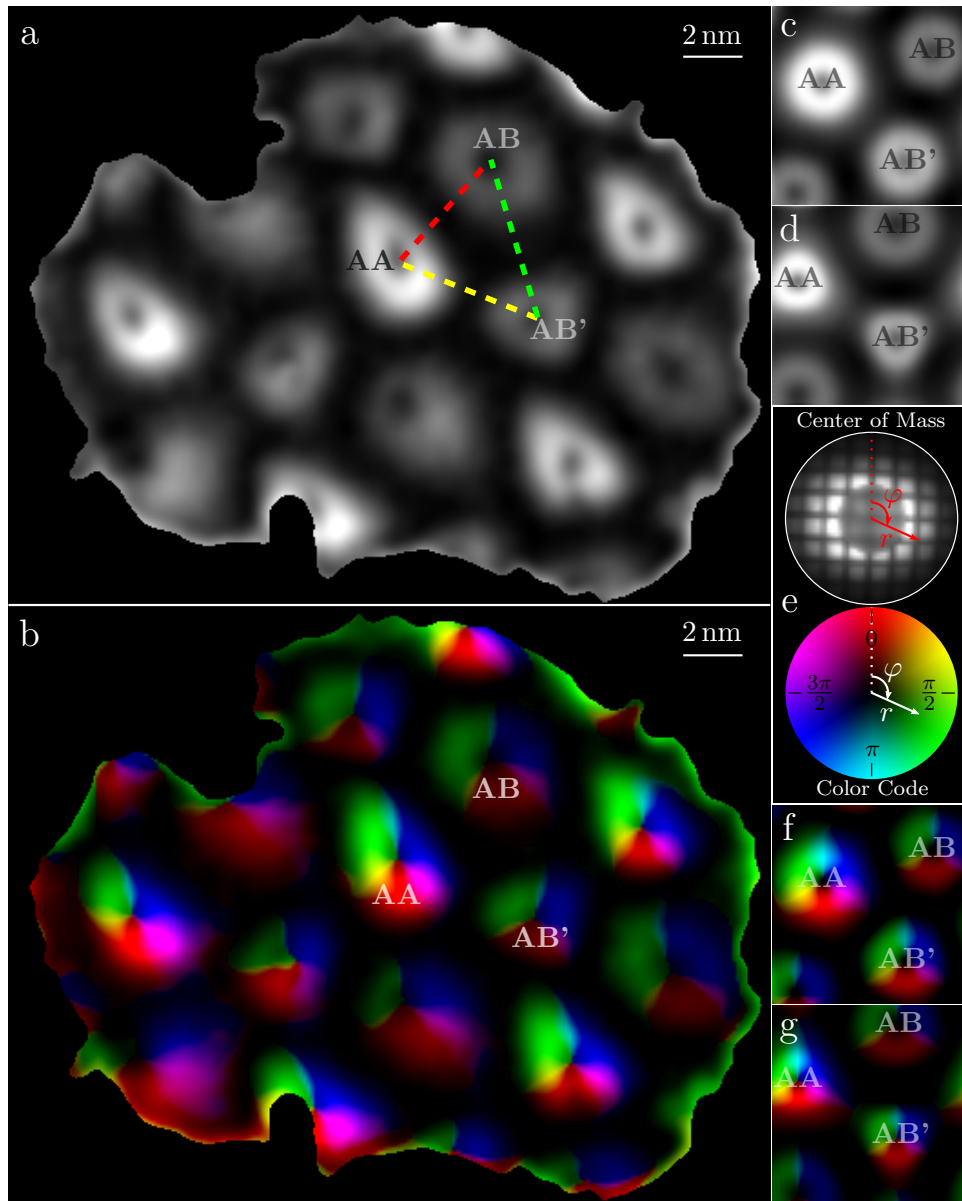 a
2 nm
AB
AA
AB'
b
2 nm
AB
AA
AB'
c
AB
AA
AB'
d
AB
AA
AB'
Center of Mass
φ
r
e
0
φ
3π/2
π/2
r
π
Color Code
f
AB
AA
AB'
g
AB
AA
AB'